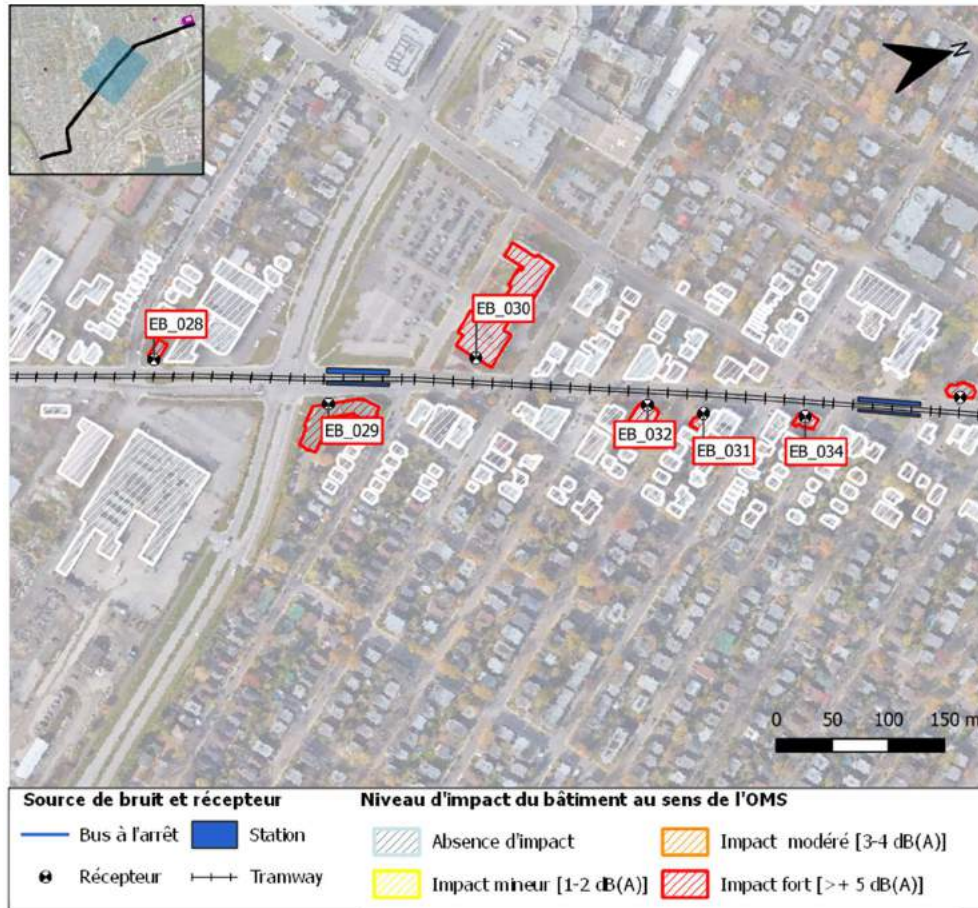 N
EB_028
EB_030
EB_029
EB_032
EB_031
EB_034
0 50 100 150 m
Source de bruit et récepteur
Niveau d'impact du bâtiment au sens de l'OMS
Bus à l'arrêt
Station
Absence d'impact
Impact modéré [3-4 dB(A)]
Récepteur
Tramway
Impact mineur [1-2 dB(A)]
Impact fort [>+ 5 dB(A)]